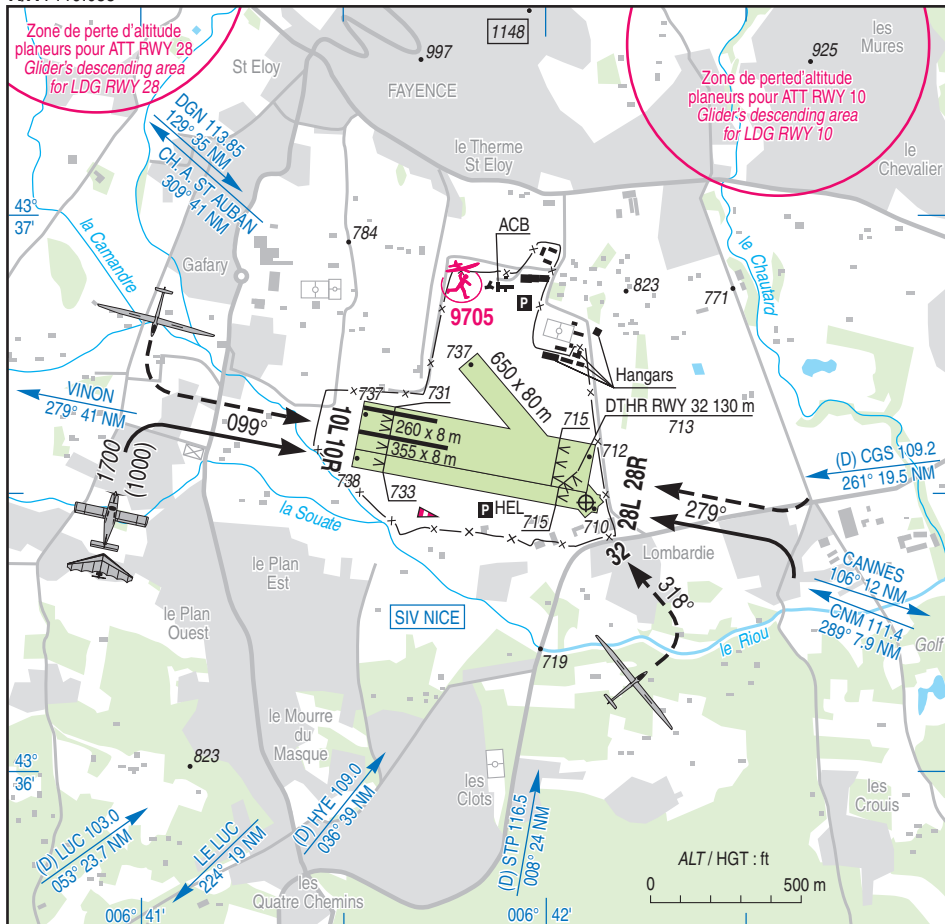 Zone de perte d'altitude
planeurs pour ATT RWY 28
Glider's descending area
for LDG RWY 28
St Eloy
997
1148
FAYENCE
925
les
Mures
Zone de perted'altitude
planeurs pour ATT RWY 10
Glider's descending area
for LDG RWY 10
le
Chevalier
DGN 113.85
129° 35 NM
CH. A. ST AUBAN
309° 41 NM
le Therme
St Eloy
43°
37'
la Camandre
Gafary
784
ACB
9705
P
823
771
le Chautard
VINON
279° 41 NM
737
650 x 80 m
Hangars
DTHR RWY 32 130 m
713
737
731
715
099°
10L 10R
260 x 8 m
355 x 8 m
712
1700
(1000)
738
733
P HEL
715
710
28L 28R
279°
(D) CGS 109.2
261° 19.5 NM
la Souate
32
Lombardie
318°
CANNES
106° 12 NM
CNM 111.4
289° 7.9 NM
Golf
le Plan
Est
le Plan
Ouest
SIV NICE
719
le Riou
le Mourre
du
Masque
823
43°
36'
les
Clots
les
Crouis
(D) LUC 103.0
053° 23.7 NM
LE LUC
224° 19 NM
(D) HYE 109.0
036° 39 NM
(D) STP 116.5
008° 24 NM
les
Quatre Chemins
ALT / HGT : ft
0 500 m
006° 41'
006° 42'